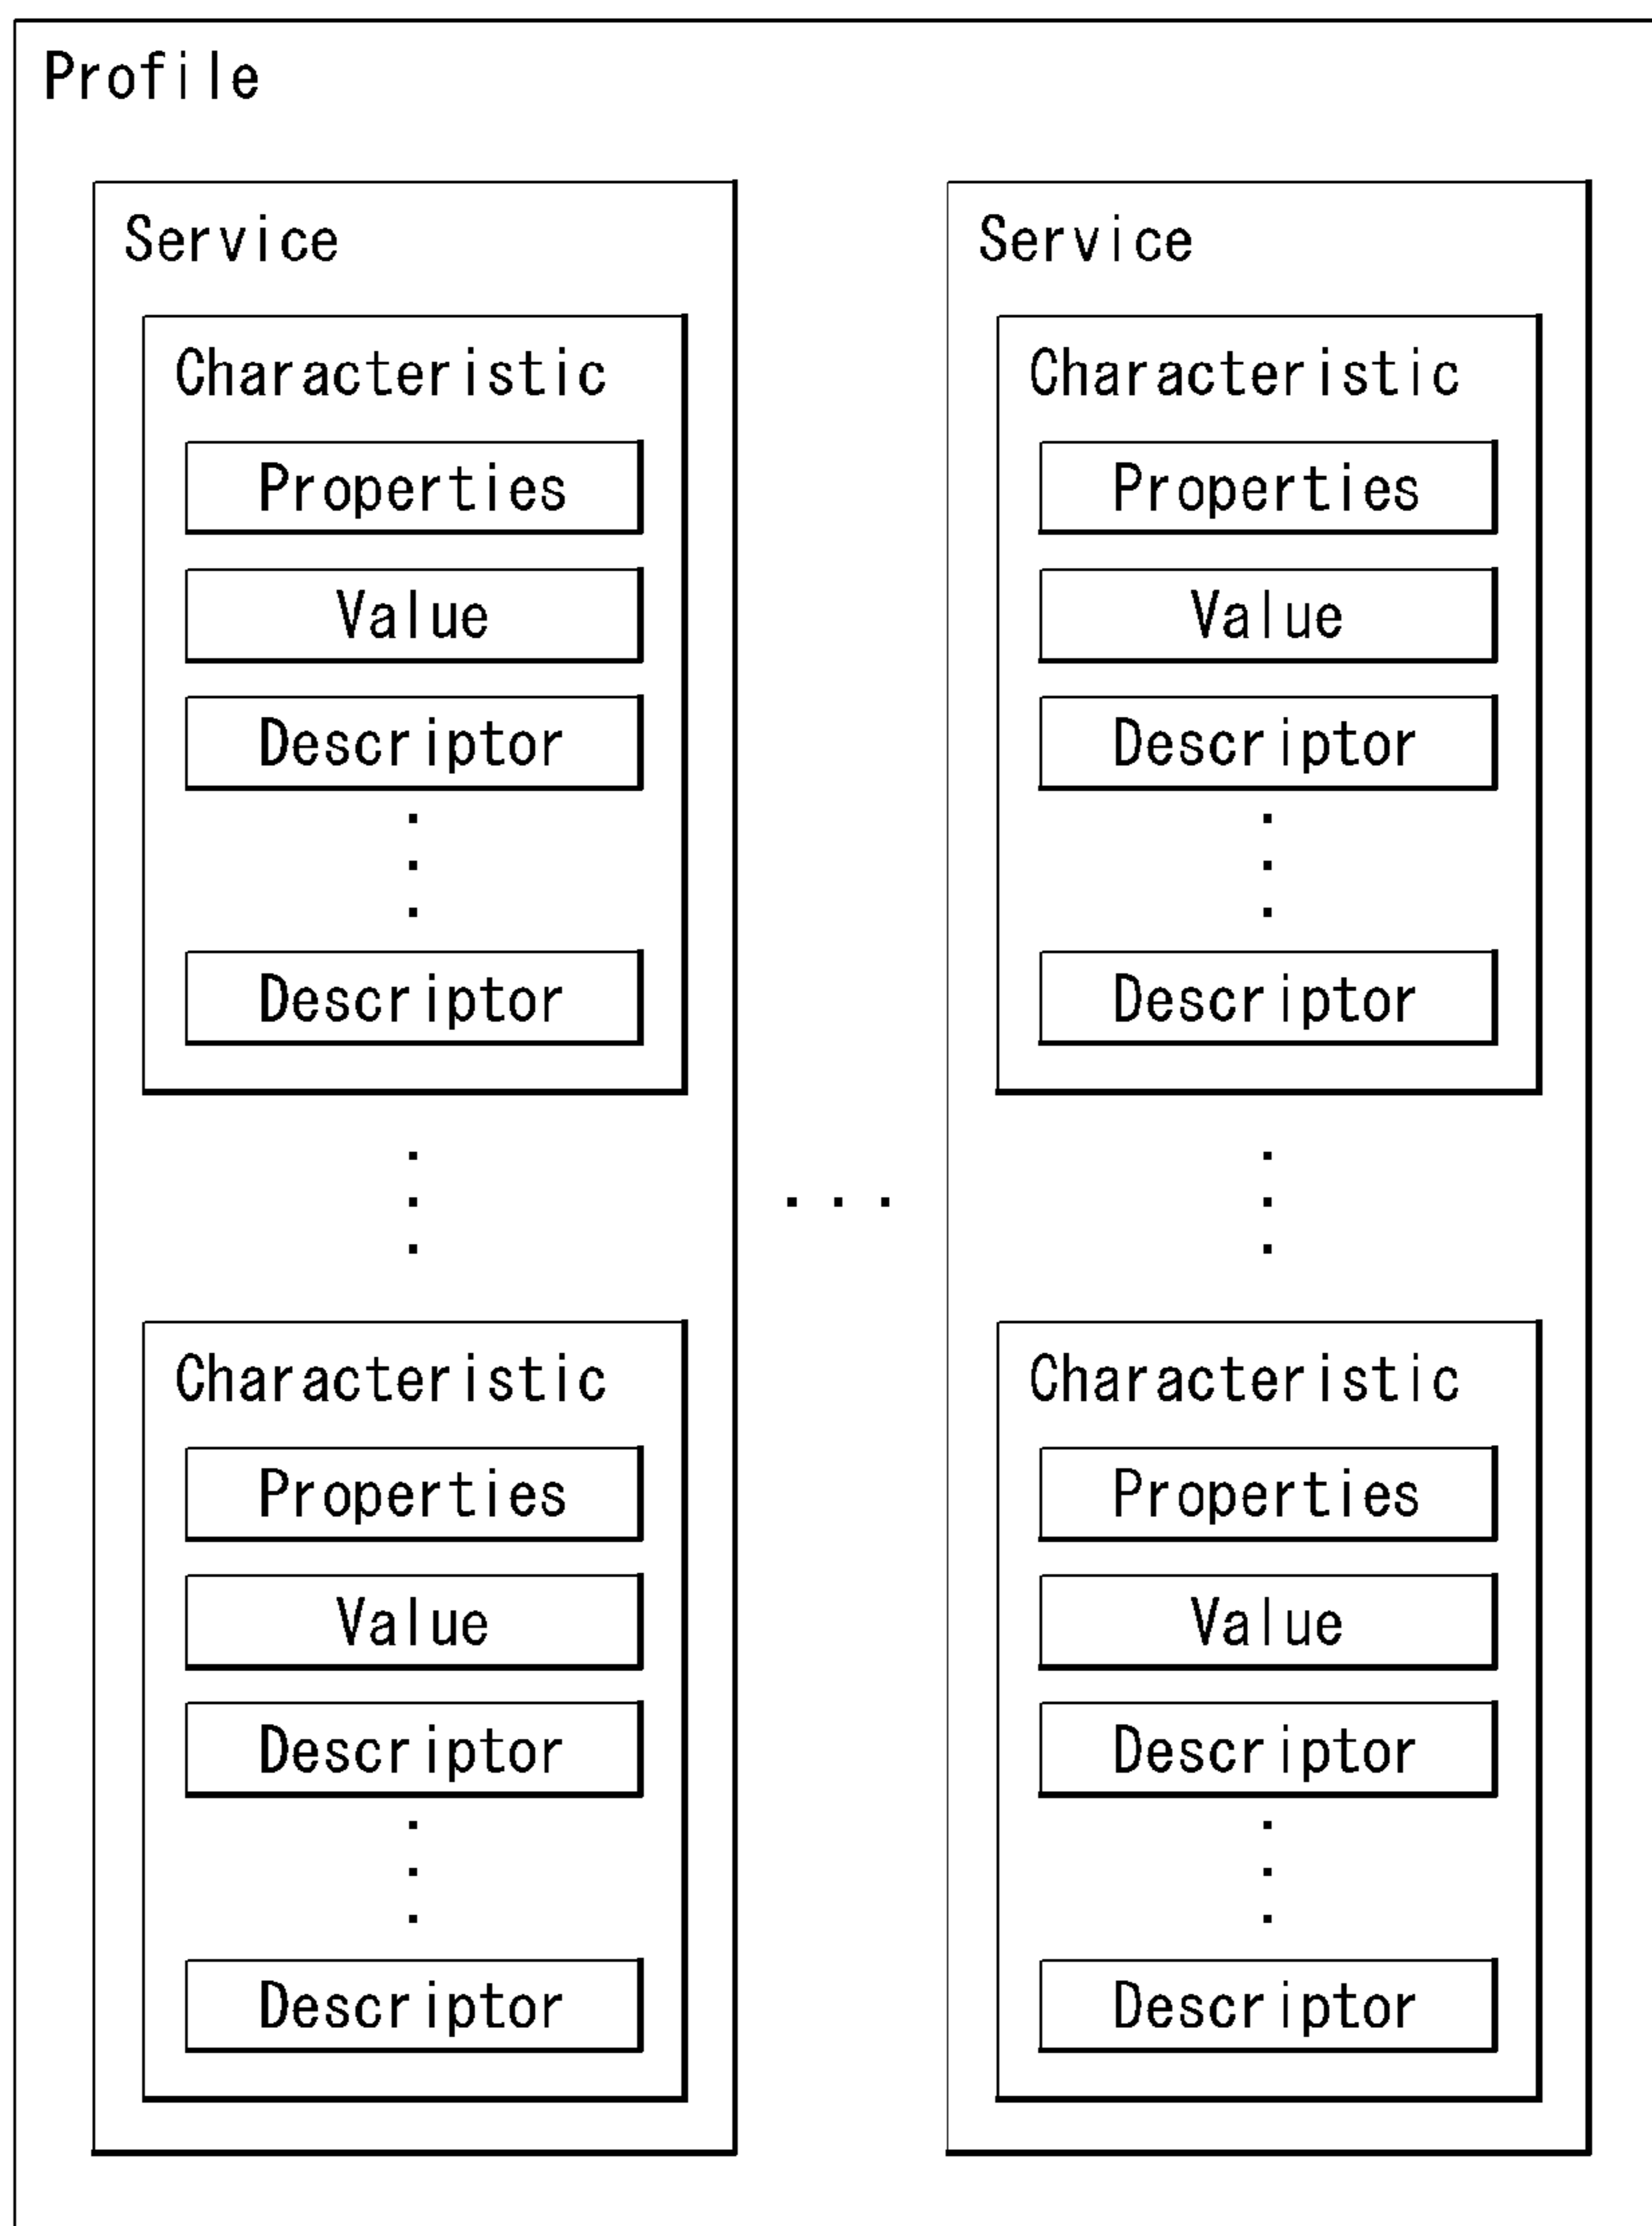 Profile
Service
Characteristic
Properties
Value
Descriptor
.
.
.
Descriptor
.
.
.
Characteristic
Properties
Value
Descriptor
.
.
.
Descriptor
. . .
Service
Characteristic
Properties
Value
Descriptor
.
.
.
Descriptor
.
.
.
Characteristic
Properties
Value
Descriptor
.
.
.
Descriptor